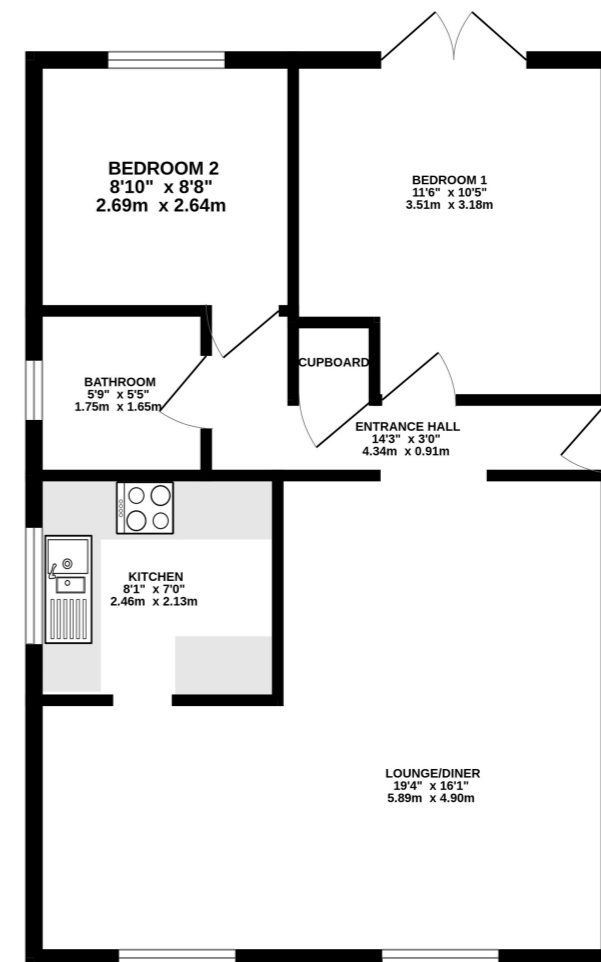 BEDROOM 2
8'10" x 8'8"
2.69m x 2.64m
BEDROOM 1
11'6" x 10'5"
3.51m x 3.18m
CUPBOARD
BATHROOM
5'9" x 5'5"
1.75m x 1.65m
ENTRANCE HALL
14'3" x 3'0"
4.34m x 0.91m
KITCHEN
8'1" x 7'0"
2.46m x 2.13m
LOUNGE/DINER
19'4" x 16'1"
5.89m x 4.90m